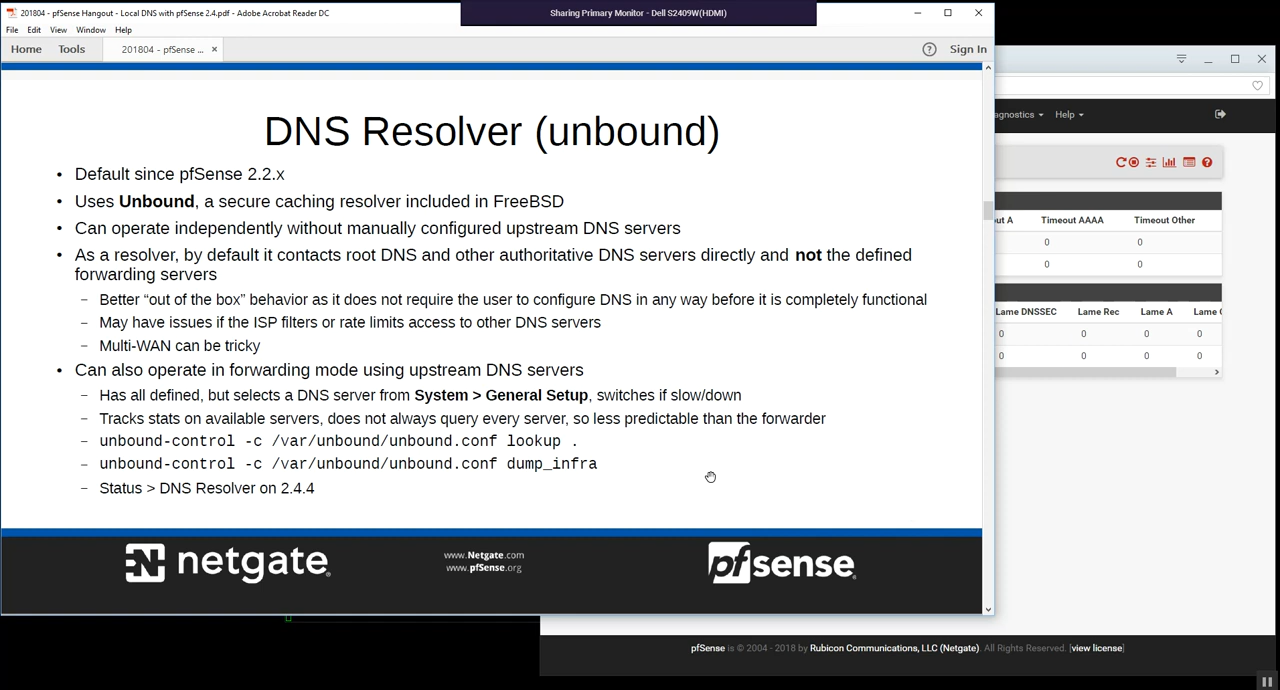 201804 - pfSense Hangout - Local DNS with pfSense 2.4.pdf - Adobe Acrobat Reader DC
Sharing Primary Monitor - Dell S2409W(HDMI)
File Edit View Window Help
Home Tools 201804 - pfSense ... × ? Sign In
DNS Resolver (unbound)
• Default since pfSense 2.2.x
• Uses Unbound, a secure caching resolver included in FreeBSD
• Can operate independently without manually configured upstream DNS servers
• As a resolver, by default it contacts root DNS and other authoritative DNS servers directly and not the defined
forwarding servers
– Better “out of the box” behavior as it does not require the user to configure DNS in any way before it is completely functional
– May have issues if the ISP filters or rate limits access to other DNS servers
– Multi-WAN can be tricky
• Can also operate in forwarding mode using upstream DNS servers
– Has all defined, but selects a DNS server from System > General Setup, switches if slow/down
– Tracks stats on available servers, does not always query every server, so less predictable than the forwarder
– unbound-control -c /var/unbound/unbound.conf lookup .
– unbound-control -c /var/unbound/unbound.conf dump_infra
– Status > DNS Resolver on 2.4.4
netgate®
www.Netgate.com
www.pfSense.org
pfsense®
agnostics Help
ut A Timeout AAAA Timeout Other
0 0
0 0
Lame DNSSEC Lame Rec Lame A Lame
0 0 0 0
0 0 0 0
pfSense is © 2004 - 2018 by Rubicon Communications, LLC (Netgate). All Rights Reserved. [view license]